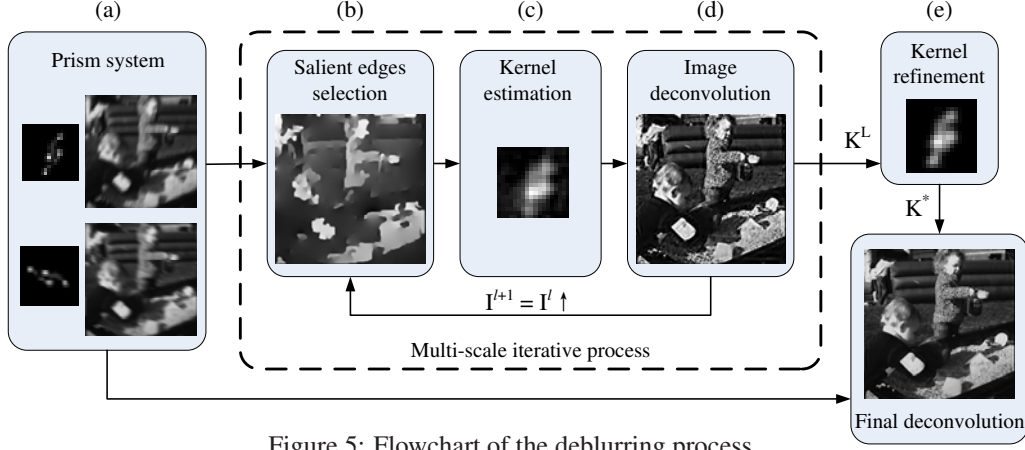 (a)
(b)
(c)
(d)
(e)
Prism system
Salient edges
selection
Kernel
estimation
Image
deconvolution
Kernel
refinement
K^L
K^*
I^{l+1} = I^l ↑
Multi-scale iterative process
Final deconvolution
Figure 5: Flowchart of the deblurring process